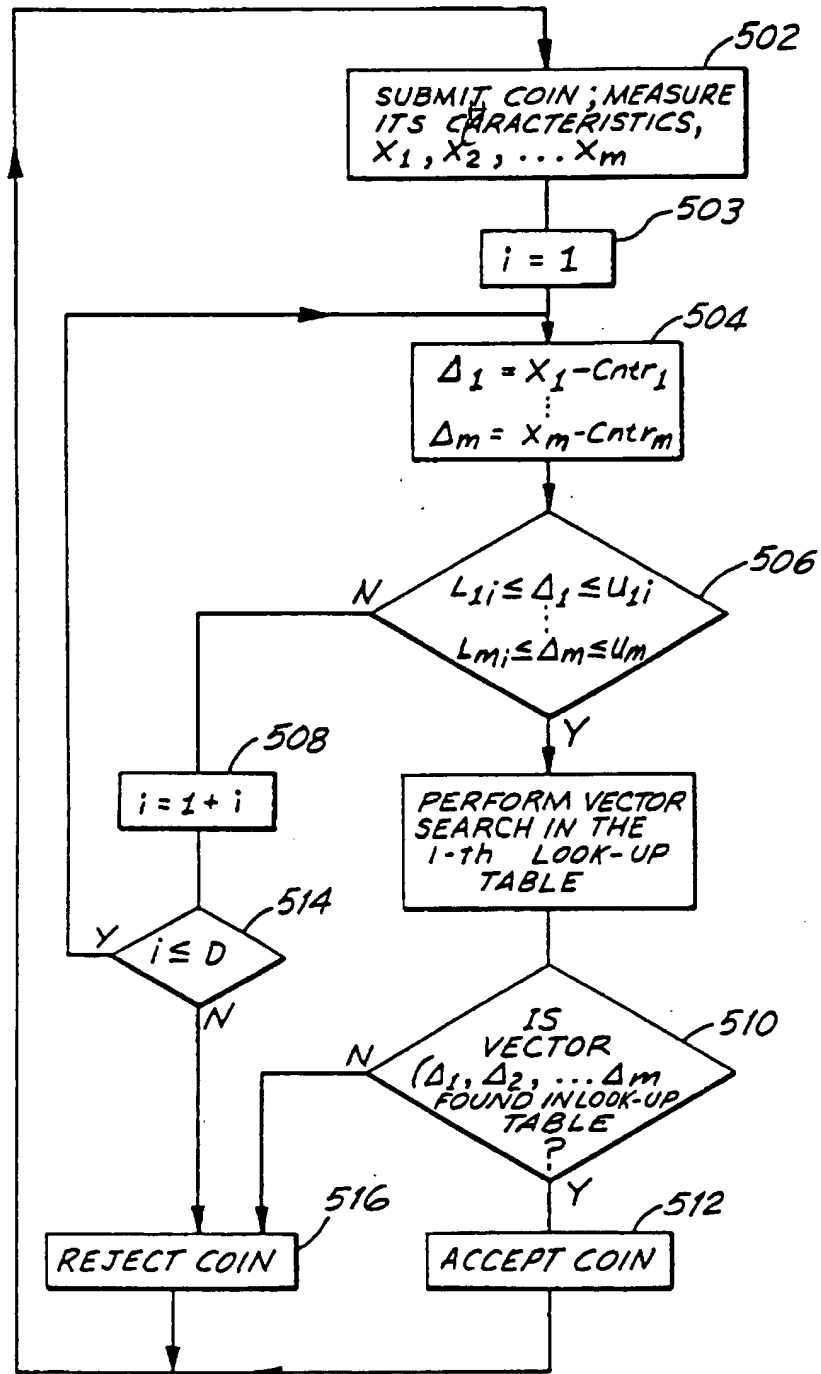 502
SUBMIT COIN; MEASURE
ITS CARACTERISTICS,
X1, X2, ... Xm
503
i = 1
504
Δ1 = X1-Cntr1
Δm = Xm-Cntrm
506
N
L1i ≤ Δ1 ≤ U1i
Lmi ≤ Δm ≤ Um
Y
508
i = 1 + i
PERFORM VECTOR
SEARCH IN THE
1-th LOOK-UP
TABLE
514
Y
i ≤ D
N
510
N
IS
VECTOR
(Δ1, Δ2, ... Δm
FOUND IN LOOK-UP
TABLE
?
Y
516
REJECT COIN
512
ACCEPT COIN